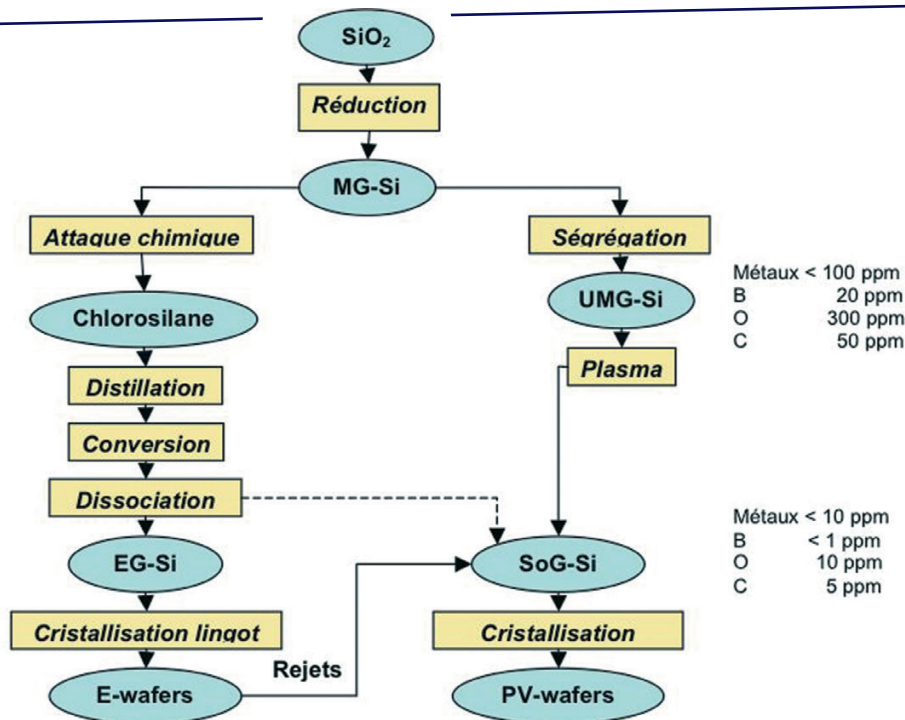 SiO₂
Réduction
MG-Si
Attaque chimique
Ségrégation
Chlorosilane
UMG-Si
Métaux < 100 ppm
B 20 ppm
O 300 ppm
C 50 ppm
Distillation
Plasma
Conversion
Dissociation
EG-Si
SoG-Si
Métaux < 10 ppm
B < 1 ppm
O 10 ppm
C 5 ppm
Cristallisation lingot
Cristallisation
Rejets
E-wafers
PV-wafers